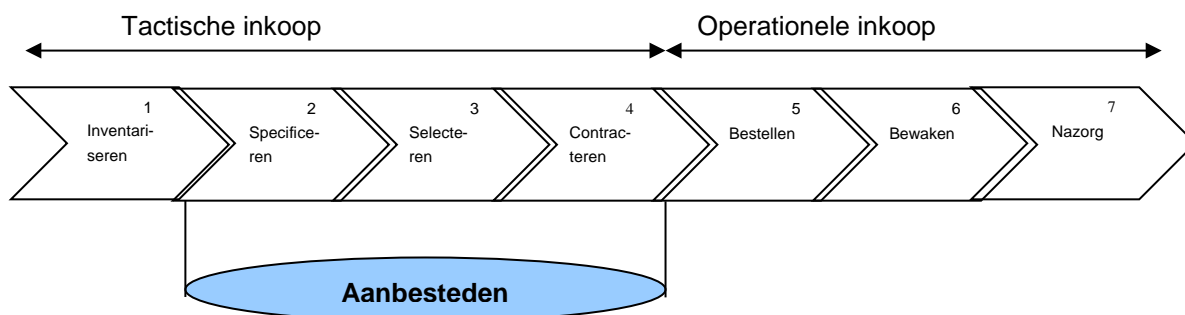 Tactische inkoop
Operationele inkoop
1
Inventari-
seren
2
Specifice-
ren
3
Selecte-
ren
4
Contrac-
teren
5
Bestellen
6
Bewaken
7
Nazorg
Aanbesteden